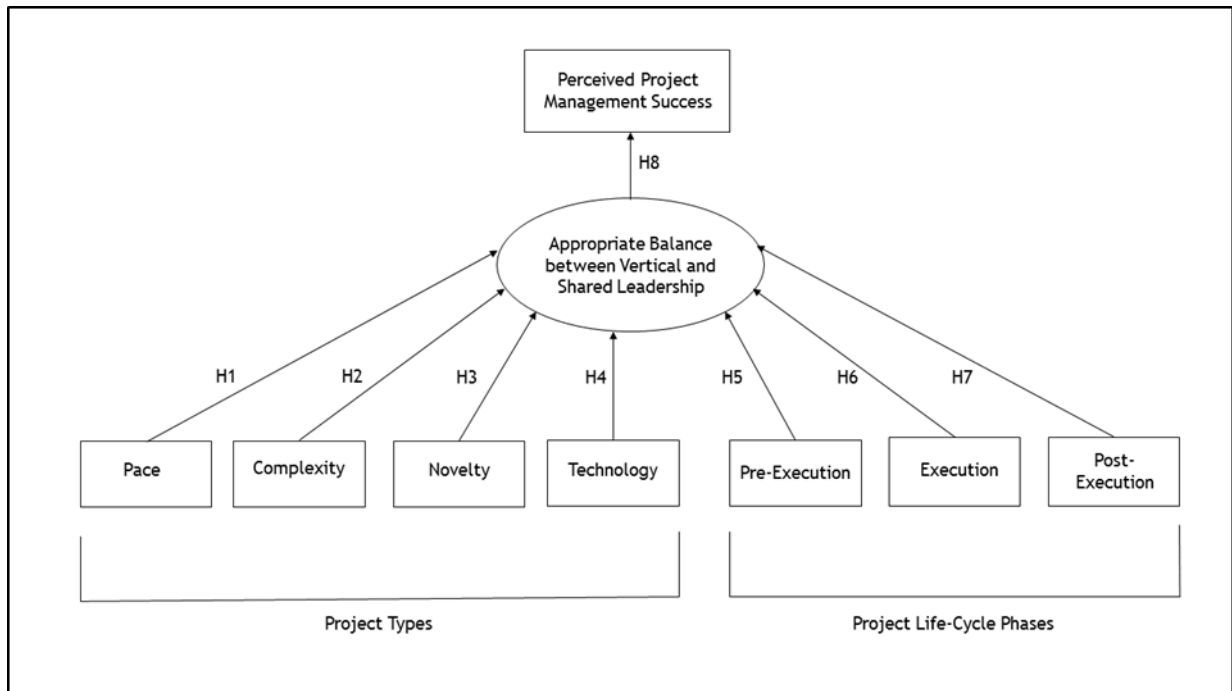 Perceived Project
Management Success
H8
Appropriate Balance
between Vertical and
Shared Leadership
H1
H2
H3
H4
H5
H6
H7
Pace
Complexity
Novelty
Technology
Pre-Execution
Execution
Post-
Execution
Project Types
Project Life-Cycle Phases